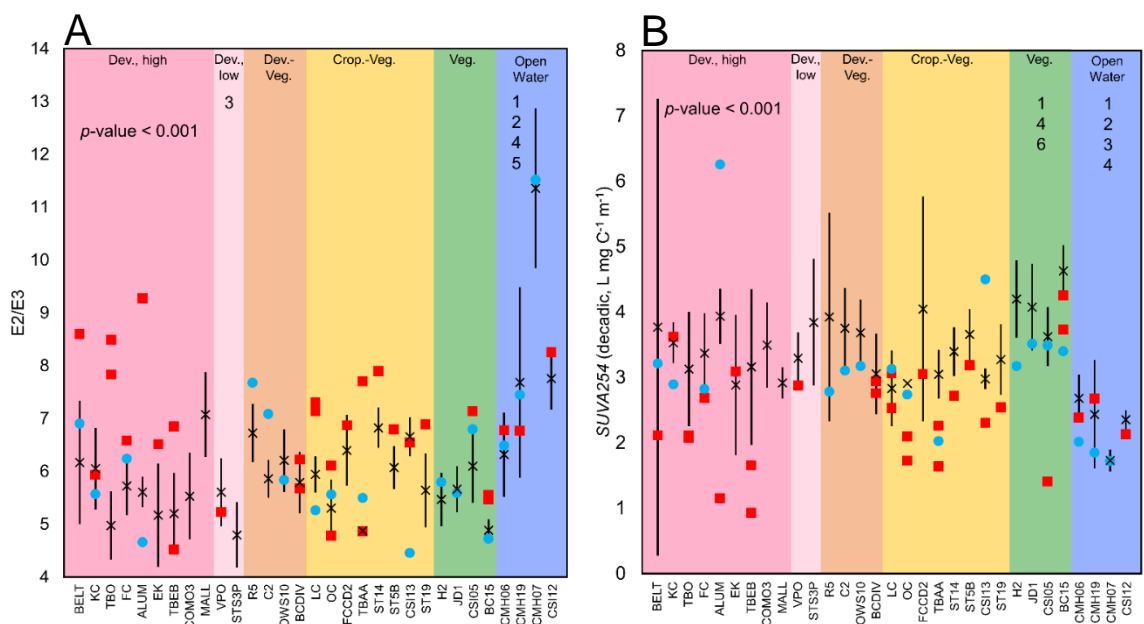 A
14
13
12
11
10
9
8
7
6
5
4
E2/E3
Dev., high
Dev.,
low
3
Dev.-
Veg.
Crop.-Veg.
Veg.
Open
Water
1
2
4
5
p-value < 0.001
BELT
KC
TBO
FC
ALUM
EK
TBEB
COMO3
MALL
VPO
STS3P
R5
C2
OWS10
BCDIV
LC
OC
FCCD2
TBAA
ST14
ST5B
CSI13
ST19
H2
JD1
CSI05
BC15
CMH06
CMH19
CMH07
CSI12
B
8
7
6
5
4
3
2
1
0
SUVA254 (decadic, L mg C⁻¹ m⁻¹)
Dev., high
Dev.,
low
Dev.-
Veg.
Crop.-Veg.
Veg.
1
4
6
Open
Water
1
2
3
4
p-value < 0.001
BELT
KC
TBO
FC
ALUM
EK
TBEB
COMO3
MALL
VPO
STS3P
R5
C2
OWS10
BCDIV
LC
OC
FCCD2
TBAA
ST14
ST5B
CSI13
ST19
H2
JD1
CSI05
BC15
CMH06
CMH19
CMH07
CSI12